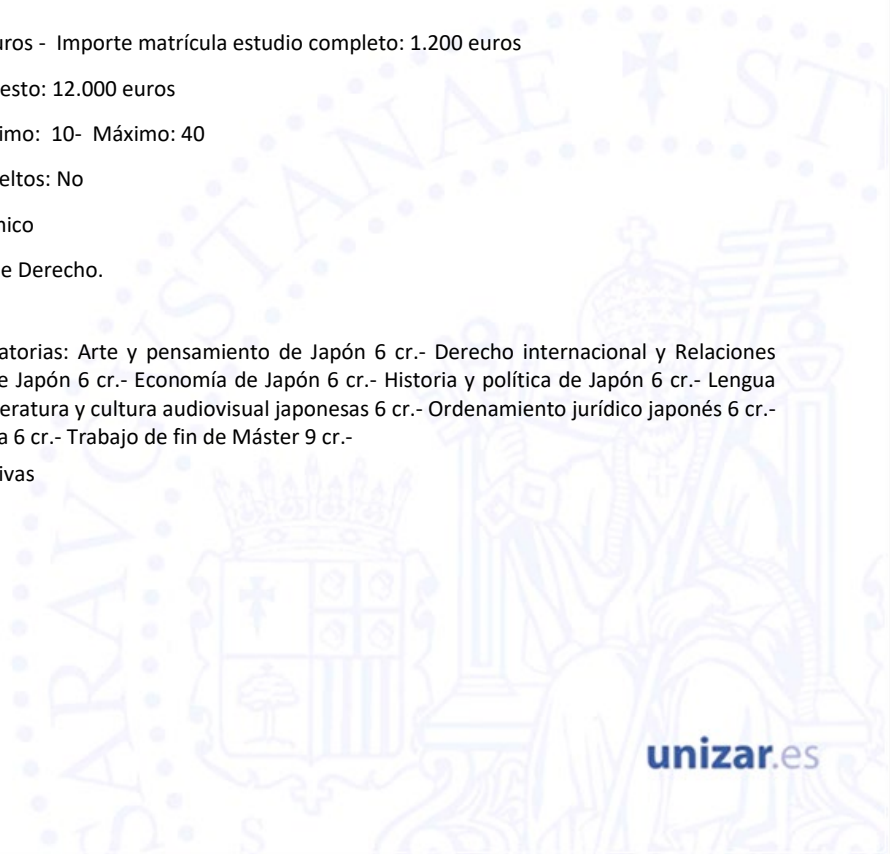 uros - Importe matrícula estudio completo: 1.200 euros
esto: 12.000 euros
imo: 10- Máximo: 40
eltos: No
nico
e Derecho.
atorias: Arte y pensamiento de Japón 6 cr.- Derecho internacional y Relaciones
e Japón 6 cr.- Economía de Japón 6 cr.- Historia y política de Japón 6 cr.- Lengua
eratura y cultura audiovisual japonesas 6 cr.- Ordenamiento jurídico japonés 6 cr.-
a 6 cr.- Trabajo de fin de Máster 9 cr.-
ivas
unizar.es